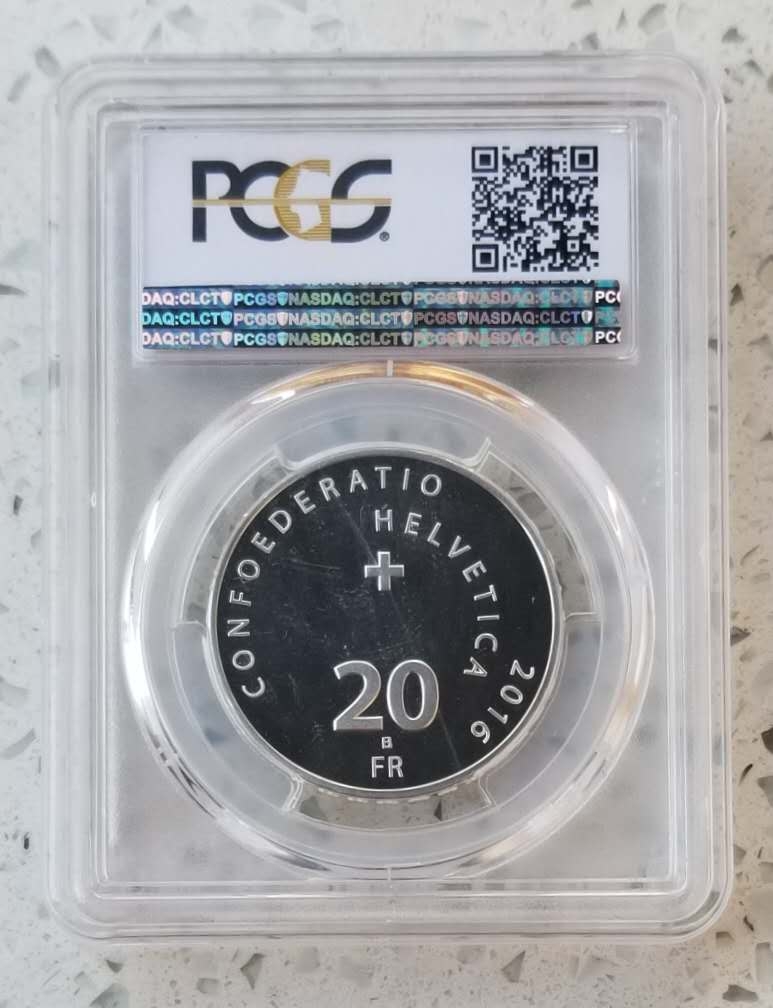 PCGS®
DAQ:CLCT PCGS NASDAQ:CLCT PCGS NASDAQ:CLCT PC
DAQ:CLCT PCGS NASDAQ:CLCT PCGS NASDAQ:CLCT
DAQ:CLCT PCGS NASDAQ:CLCT PCGS NASDAQ:CLCT PC
CONFOEDERATIO
HELVETICA 2016
20
B
FR